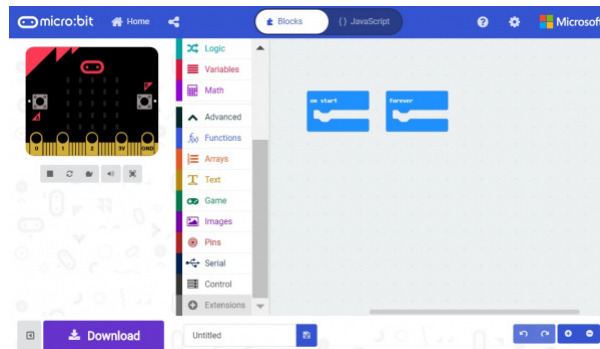 micro:bit Home Blocks {} JavaScript ? Microsoft
Logic
Variables
Math
Advanced
Functions
Arrays
Text
Game
Images
Pins
Serial
Control
Extensions
on start
forever
0 1 2 3V GND
Download
Untitled